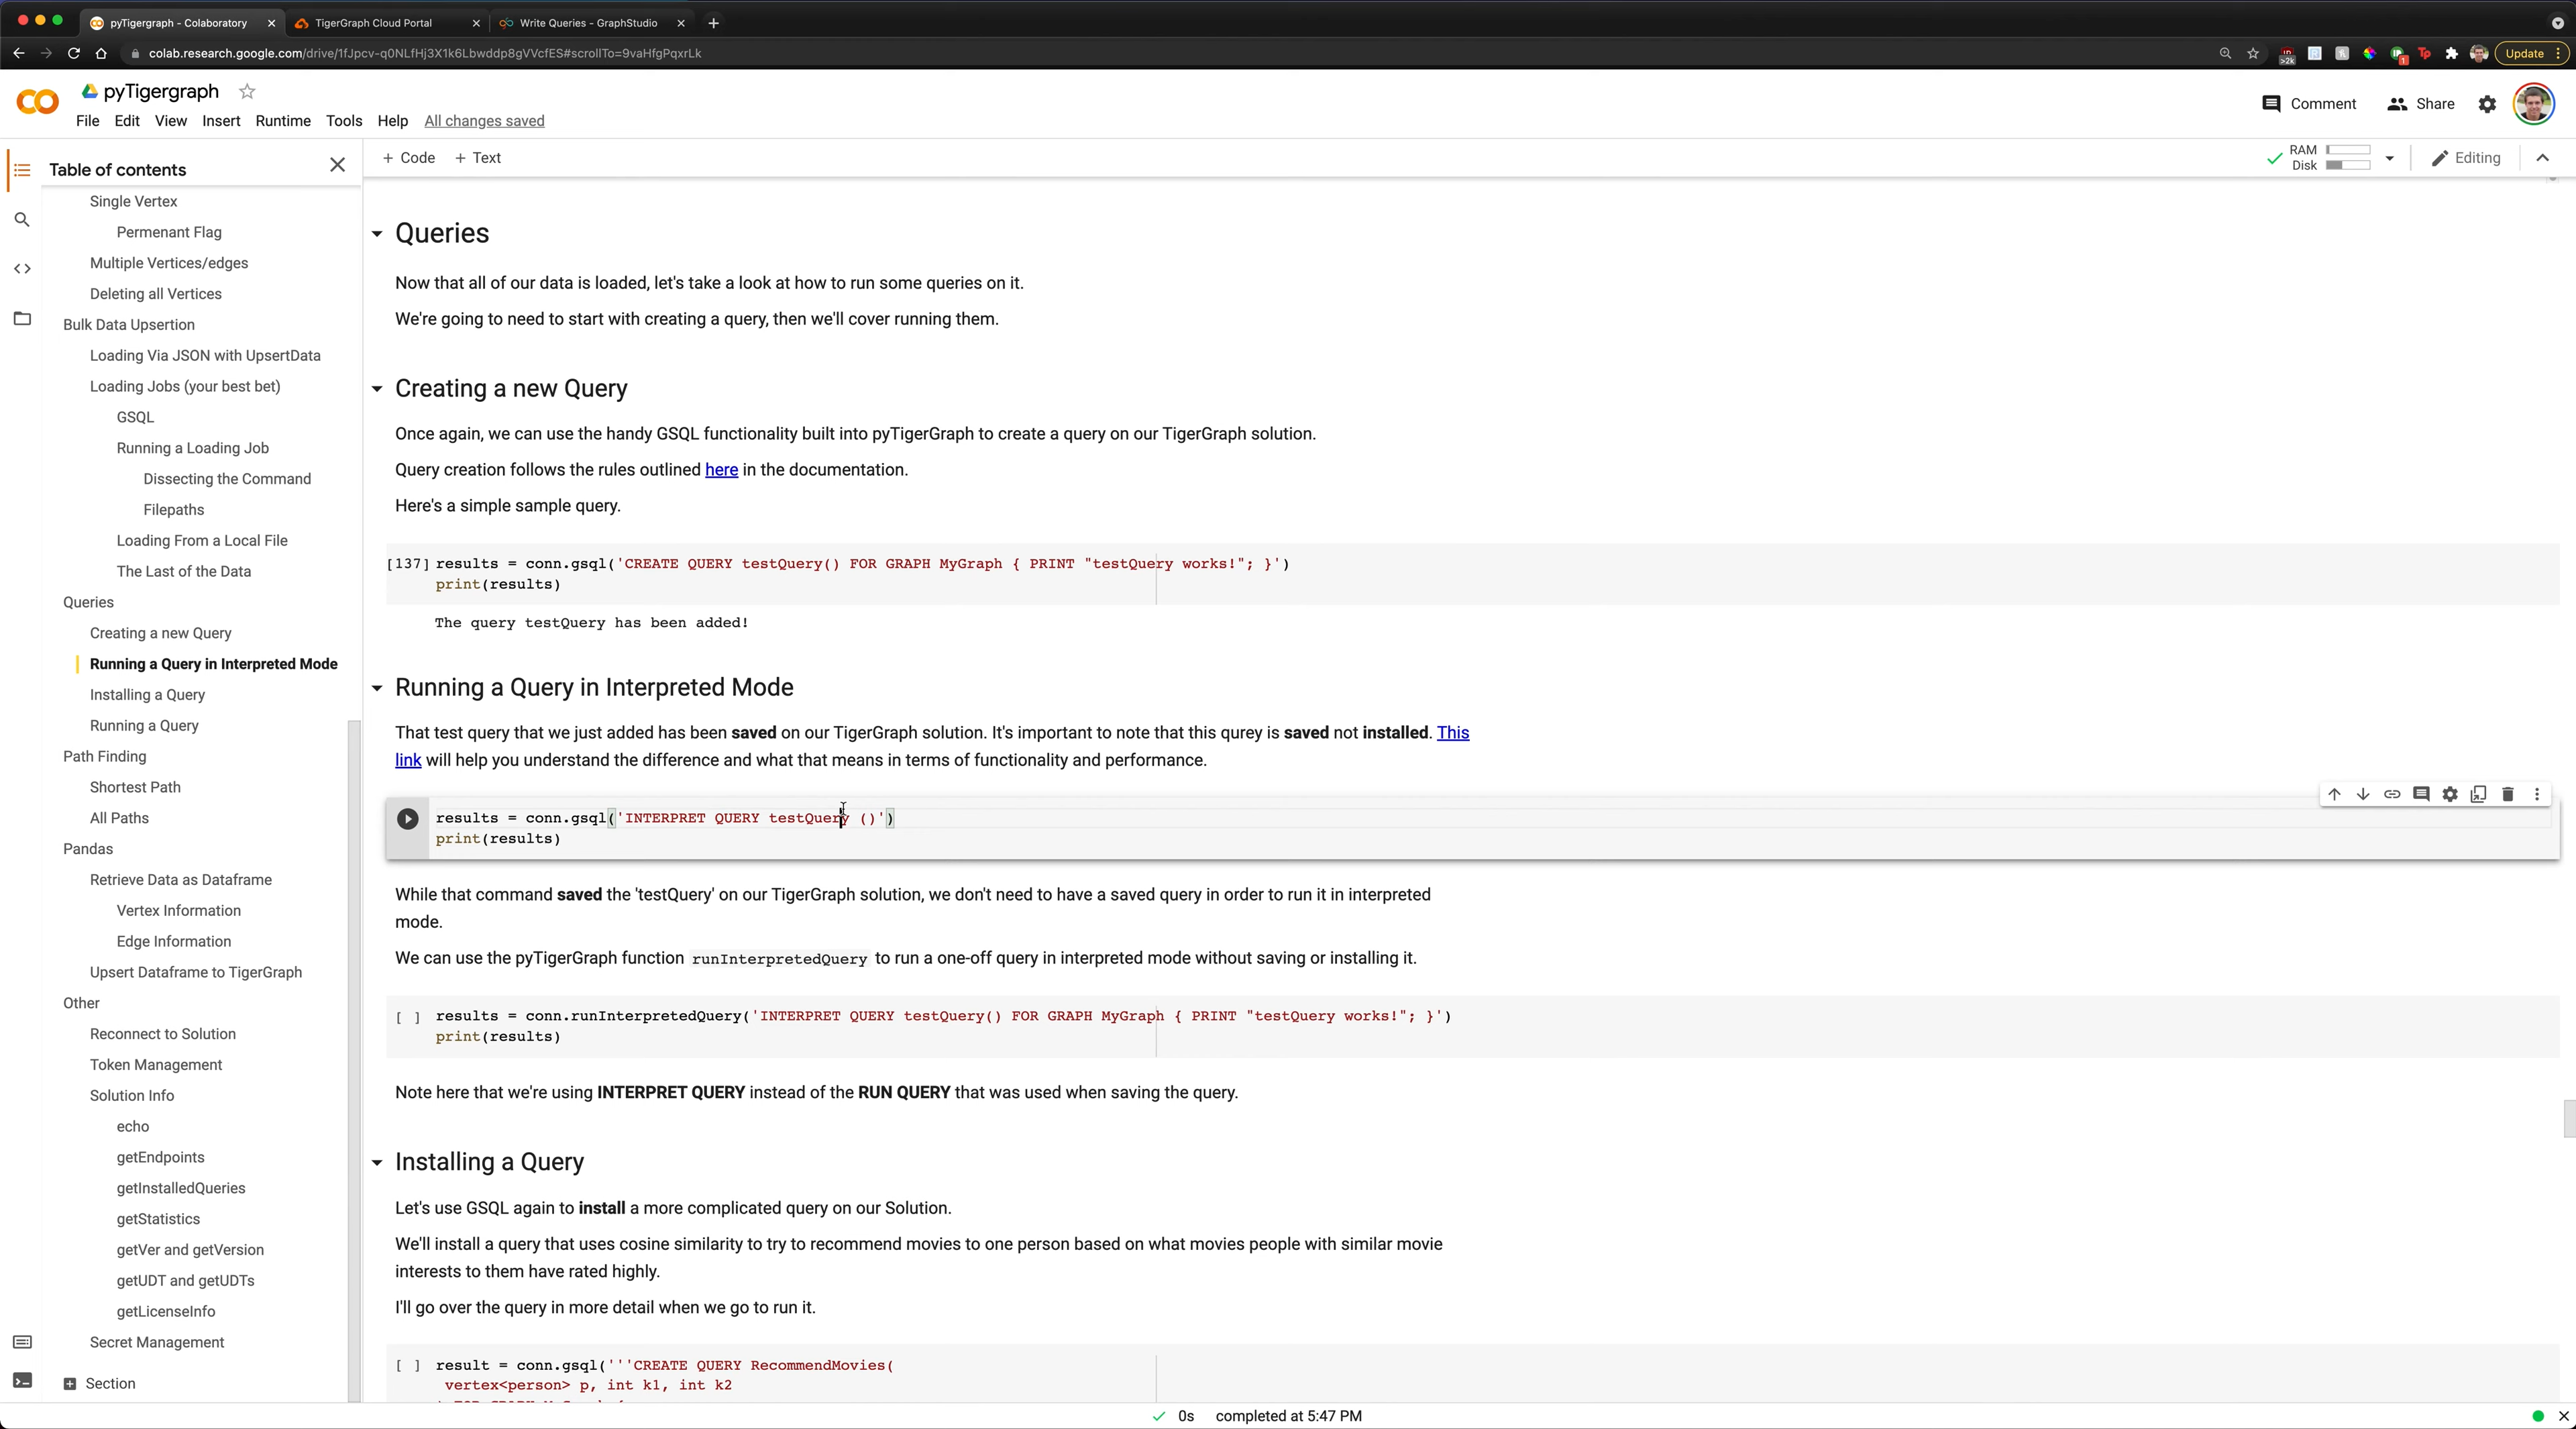 pyTigergraph - Colaboratory
TigerGraph Cloud Portal
Write Queries - GraphStudio
colab.research.google.com/drive/1fJpcv-q0NLfHj3X1k6Lbwddp8gVVcfES#scrollTo=9vaHfgPqxrLk
>2k
1
Update
pyTigergraph
File Edit View Insert Runtime Tools Help All changes saved
Comment
Share
Table of contents
+ Code + Text
RAM
Disk
Editing
Single Vertex
Permenant Flag
Multiple Vertices/edges
Deleting all Vertices
Bulk Data Upsertion
Loading Via JSON with UpsertData
Loading Jobs (your best bet)
GSQL
Running a Loading Job
Dissecting the Command
Filepaths
Loading From a Local File
The Last of the Data
Queries
Creating a new Query
Running a Query in Interpreted Mode
Installing a Query
Running a Query
Path Finding
Shortest Path
All Paths
Pandas
Retrieve Data as Dataframe
Vertex Information
Edge Information
Upsert Dataframe to TigerGraph
Other
Reconnect to Solution
Token Management
Solution Info
echo
getEndpoints
getInstalledQueries
getStatistics
getVer and getVersion
getUDT and getUDTs
getLicenseInfo
Secret Management
Section
Queries
Now that all of our data is loaded, let's take a look at how to run some queries on it.
We're going to need to start with creating a query, then we'll cover running them.
Creating a new Query
Once again, we can use the handy GSQL functionality built into pyTigerGraph to create a query on our TigerGraph solution.
Query creation follows the rules outlined here in the documentation.
Here's a simple sample query.
[137] results = conn.gsql('CREATE QUERY testQuery() FOR GRAPH MyGraph { PRINT "testQuery works!"; }')
print(results)
The query testQuery has been added!
Running a Query in Interpreted Mode
That test query that we just added has been saved on our TigerGraph solution. It's important to note that this qurey is saved not installed. This
link will help you understand the difference and what that means in terms of functionality and performance.
results = conn.gsql('INTERPRET QUERY testQuery ()')
print(results)
While that command saved the 'testQuery' on our TigerGraph solution, we don't need to have a saved query in order to run it in interpreted
mode.
We can use the pyTigerGraph function runInterpretedQuery to run a one-off query in interpreted mode without saving or installing it.
[ ] results = conn.runInterpretedQuery('INTERPRET QUERY testQuery() FOR GRAPH MyGraph { PRINT "testQuery works!"; }')
print(results)
Note here that we're using INTERPRET QUERY instead of the RUN QUERY that was used when saving the query.
Installing a Query
Let's use GSQL again to install a more complicated query on our Solution.
We'll install a query that uses cosine similarity to try to recommend movies to one person based on what movies people with similar movie
interests to them have rated highly.
I'll go over the query in more detail when we go to run it.
[ ] result = conn.gsql('''CREATE QUERY RecommendMovies(
vertex<person> p, int k1, int k2
0s completed at 5:47 PM